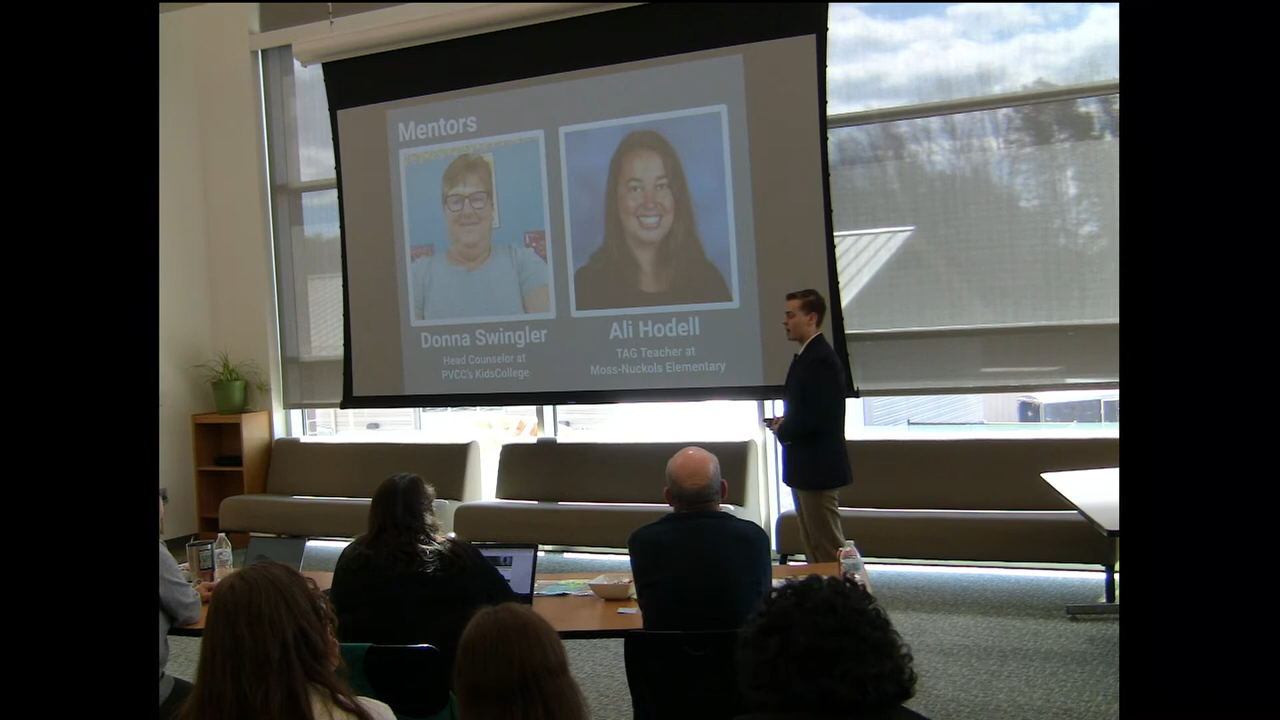 Mentors
Donna Swingler
Head Counselor at
PVCC's KidsCollege
Ali Hodell
TAG Teacher at
Moss-Nuckols Elementary